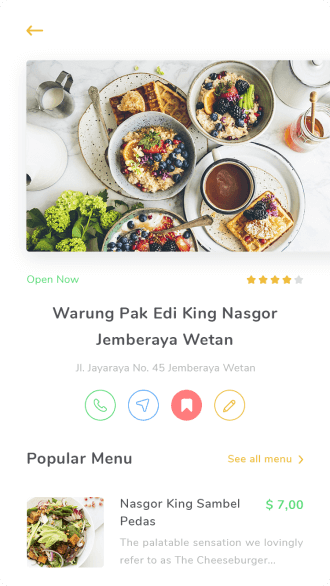 Open Now
Warung Pak Edi King Nasgor
Jemberaya Wetan
Jl. Jayaraya No. 45 Jemberaya Wetan
Popular Menu
See all menu
Nasgor King Sambel
Pedas
$ 7,00
The palatable sensation we lovingly
refer to as The Cheeseburger...